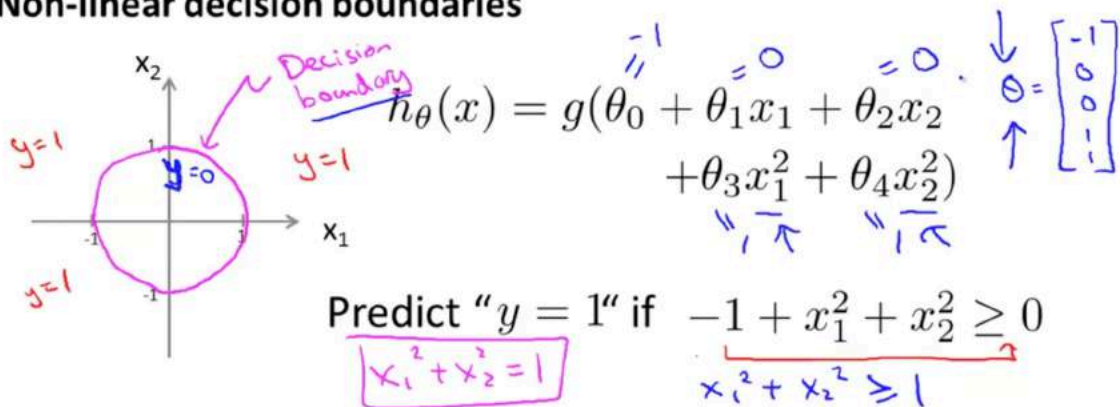 Non-linear decision boundaries
x₂
Decision
boundary
-1
=
= 0
= 0
θ = [-1 0 0 1 1]
h_θ(x) = g(θ₀ + θ₁x₁ + θ₂x₂
y=1
1
y=0
y=1
+θ₃x₁² + θ₄x₂²)
-1
1
x₁
" 1
" 1
y=1
-1
Predict “y = 1“ if -1 + x₁² + x₂² ≥ 0
x₁² + x₂² = 1
x₁² + x₂² ≥ 1